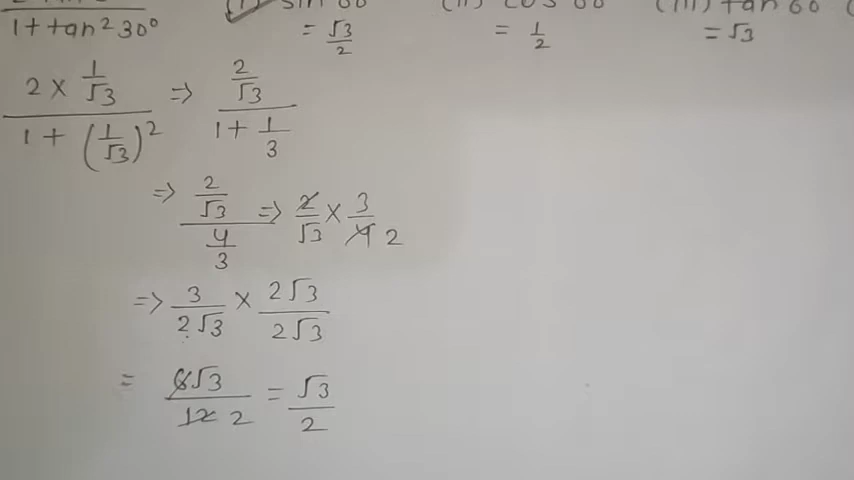 1 + tan² 30° = √3/2 = 1/2 = √3
(2 × 1/√3)/(1 + (1/√3)²) => (2/√3)/(1 + 1/3)
=> (2/√3)/(4/3) => 2/√3 × 3/4 2
=> 3/2√3 × 2√3/2√3
= 6√3/12 2 = √3/2